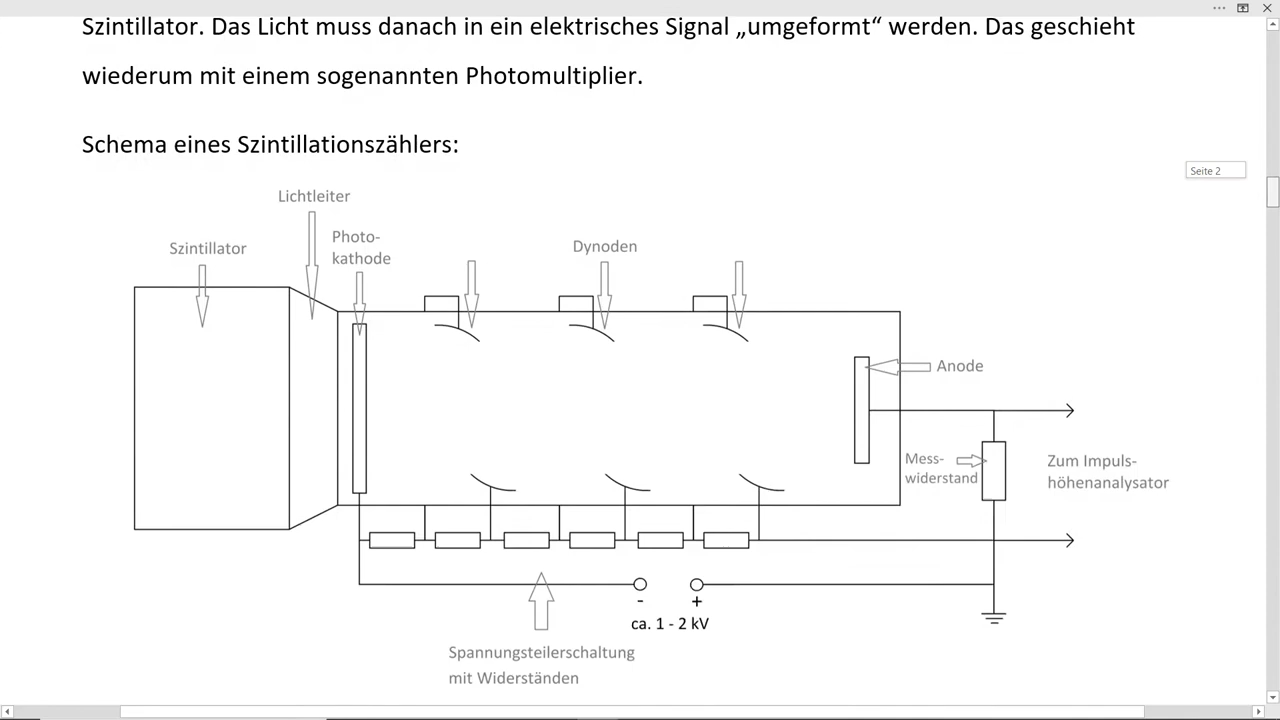 Szintillator. Das Licht muss danach in ein elektrisches Signal „umgeformt“ werden. Das geschieht
wiederum mit einem sogenannten Photomultiplier.
Schema eines Szintillationszählers:
Seite 2
Lichtleiter
Photo-
kathode
Szintillator
Dynoden
Anode
Mess-
widerstand
Zum Impuls-
höhenanalysator
- +
ca. 1 - 2 kV
Spannungsteilerschaltung
mit Widerständen